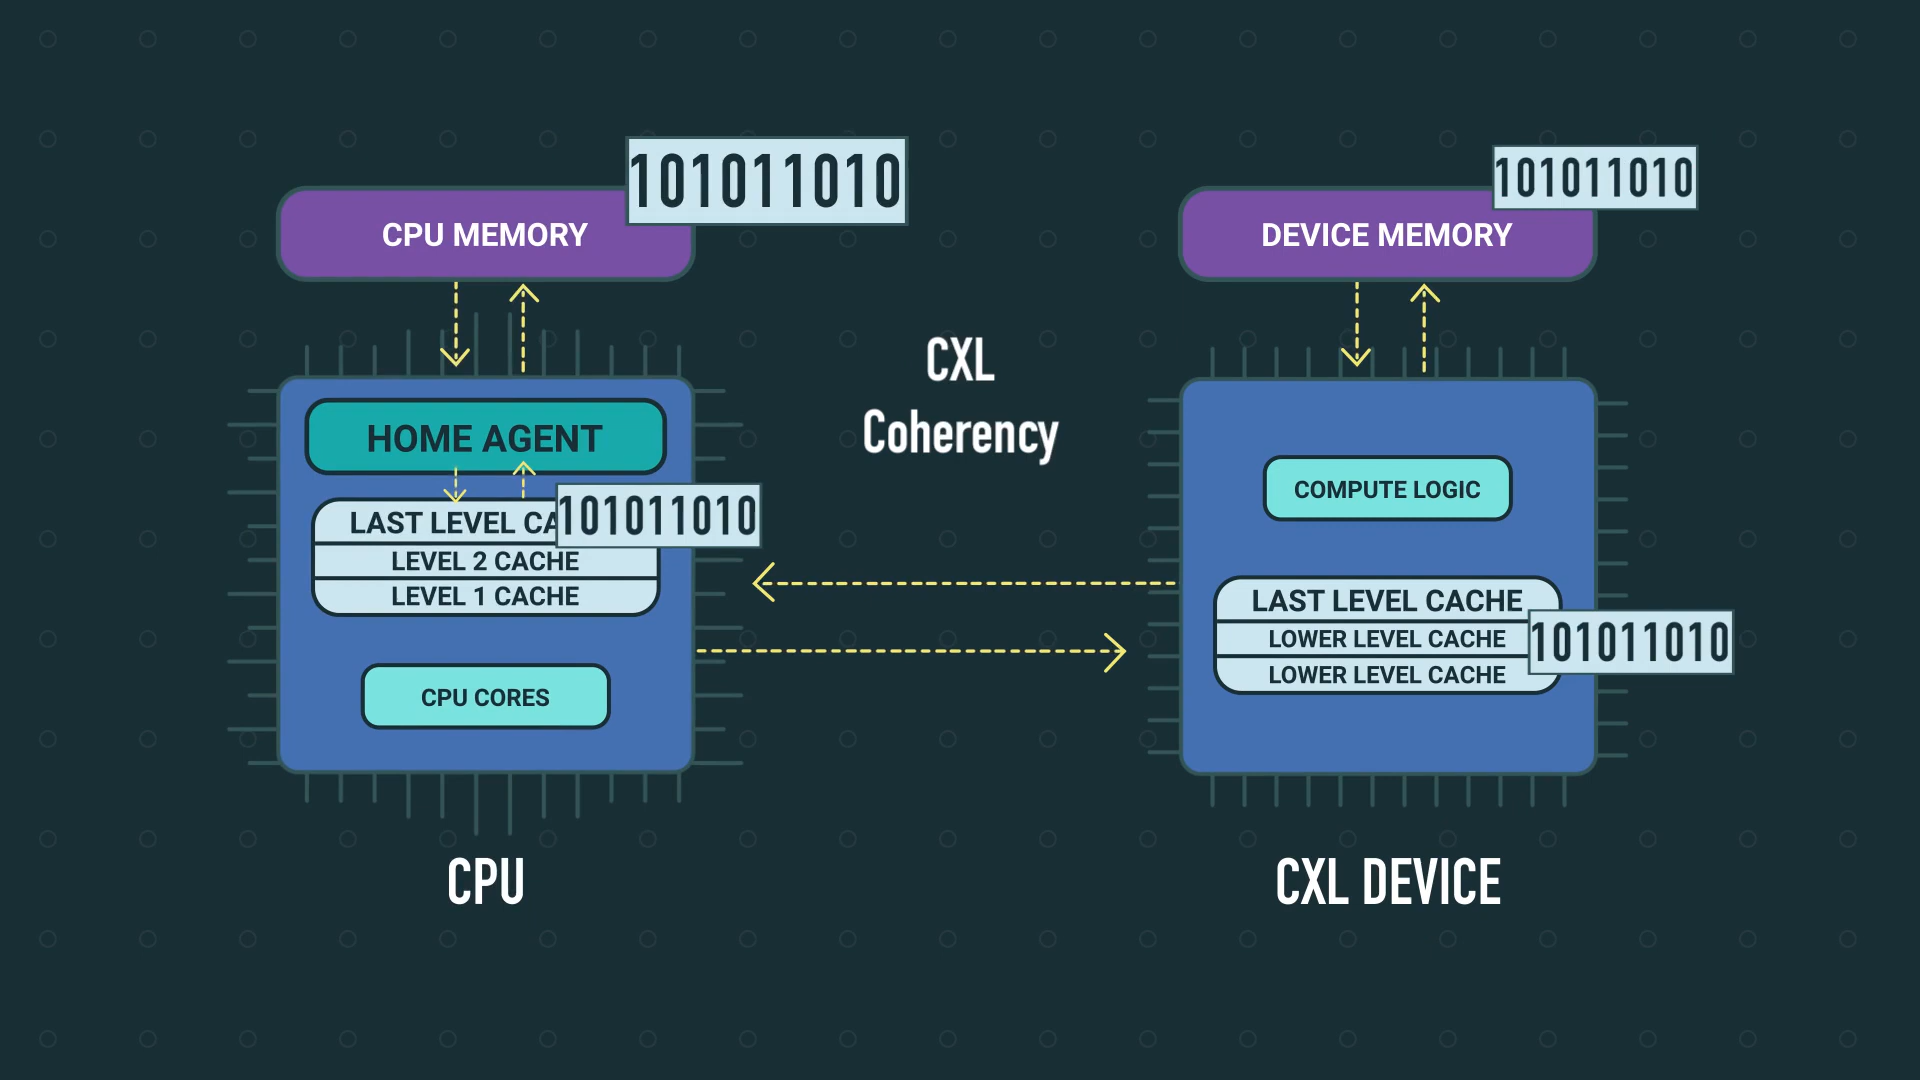 101011010
CPU MEMORY
HOME AGENT
LAST LEVEL CA
101011010
LEVEL 2 CACHE
LEVEL 1 CACHE
CPU CORES
CPU
CXL
Coherency
101011010
DEVICE MEMORY
COMPUTE LOGIC
LAST LEVEL CACHE
LOWER LEVEL CACHE
101011010
LOWER LEVEL CACHE
CXL DEVICE